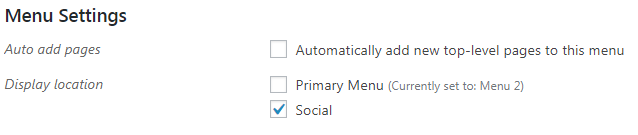 Menu Settings
Auto add pages
Automatically add new top-level pages to this menu
Display location
Primary Menu (Currently set to: Menu 2)
Social